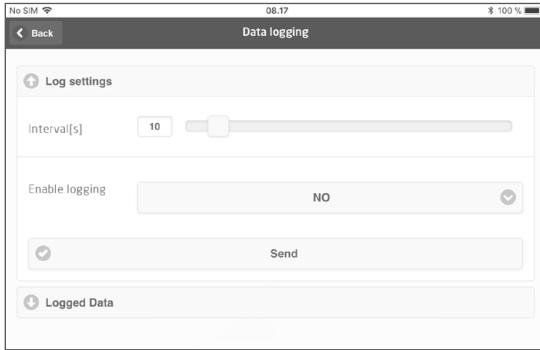 No SIM 08.17 100 %
Back Data logging
Log settings
Interval[s] 10
Enable logging NO
Send
Logged Data